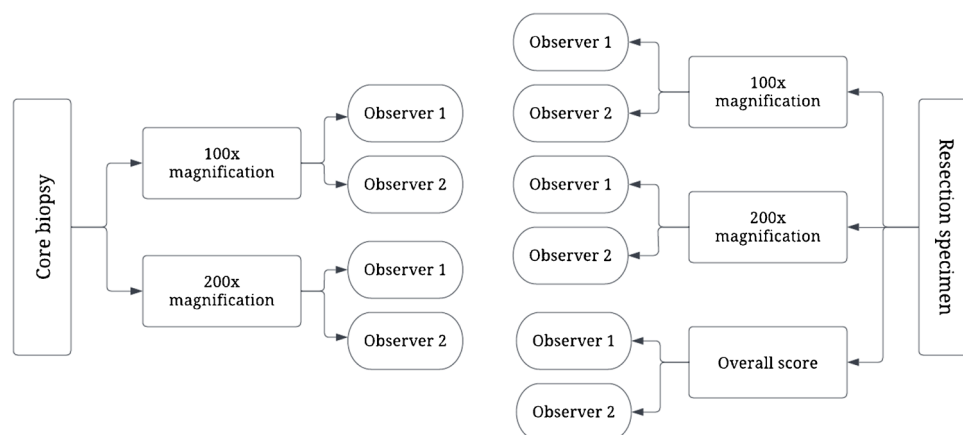 Core biopsy
100x
magnification
Observer 1
Observer 2
200x
magnification
Observer 1
Observer 2
Observer 1
Observer 2
100x
magnification
Observer 1
Observer 2
200x
magnification
Observer 1
Observer 2
Overall score
Resection specimen